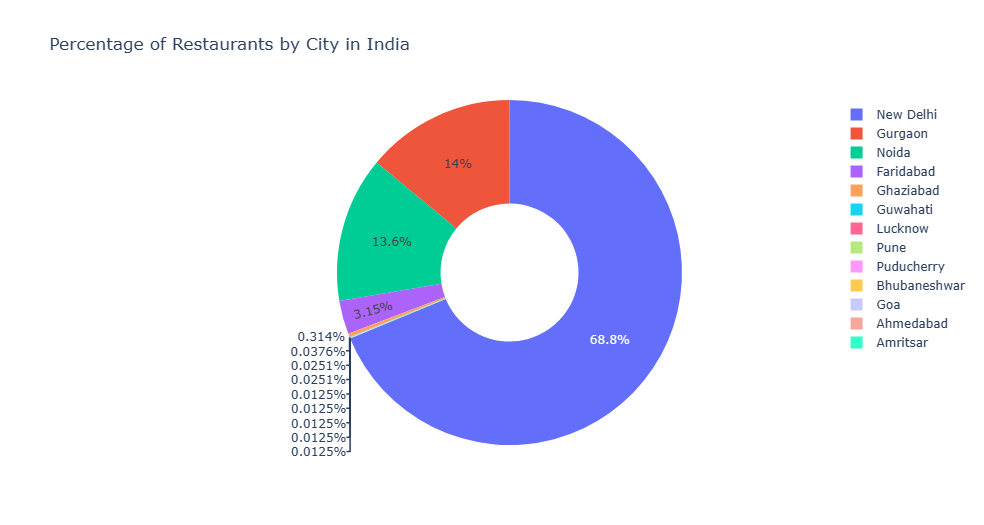 Percentage of Restaurants by City in India
14%
13.6%
3.15%
68.8%
0.314%
0.0376%
0.0251%
0.0251%
0.0125%
0.0125%
0.0125%
0.0125%
0.0125%
New Delhi
Gurgaon
Noida
Faridabad
Ghaziabad
Guwahati
Lucknow
Pune
Puducherry
Bhubaneshwar
Goa
Ahmedabad
Amritsar